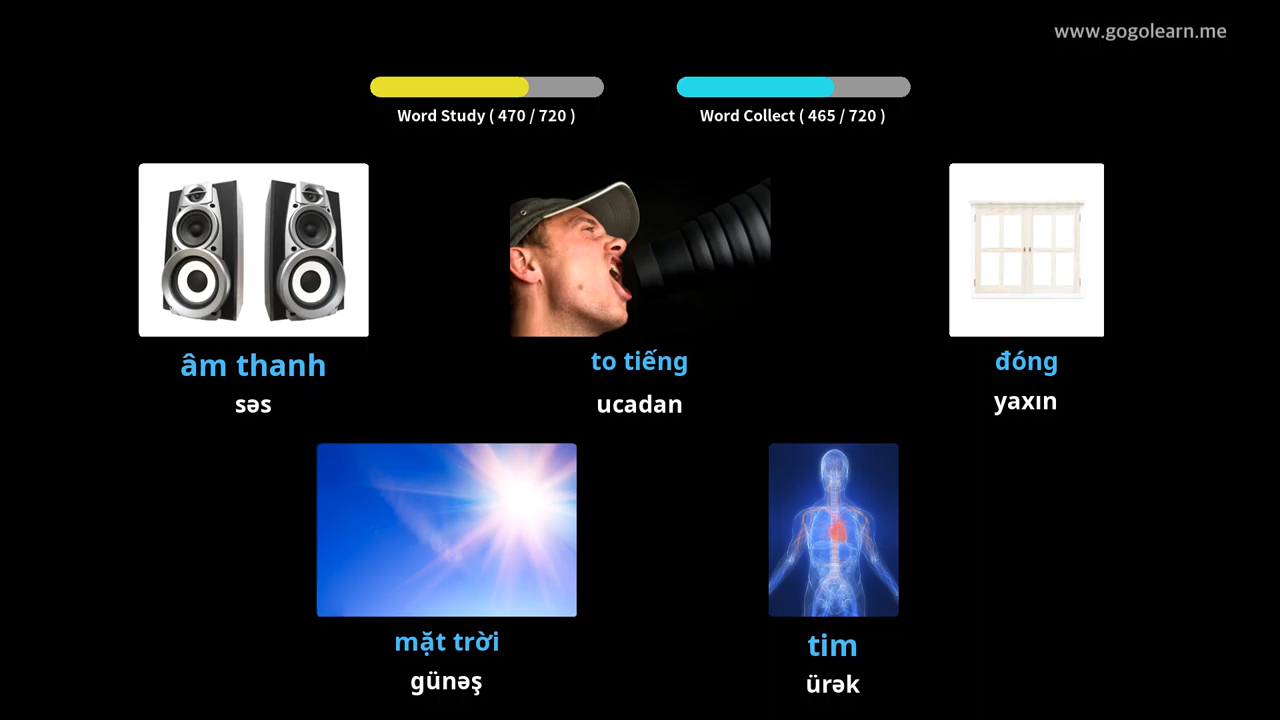 www.gogolearn.me
Word Study ( 470 / 720 )
Word Collect ( 465 / 720 )
âm thanh
səs
to tiếng
ucadan
đóng
yaxın
mặt trời
günəş
tim
ürək